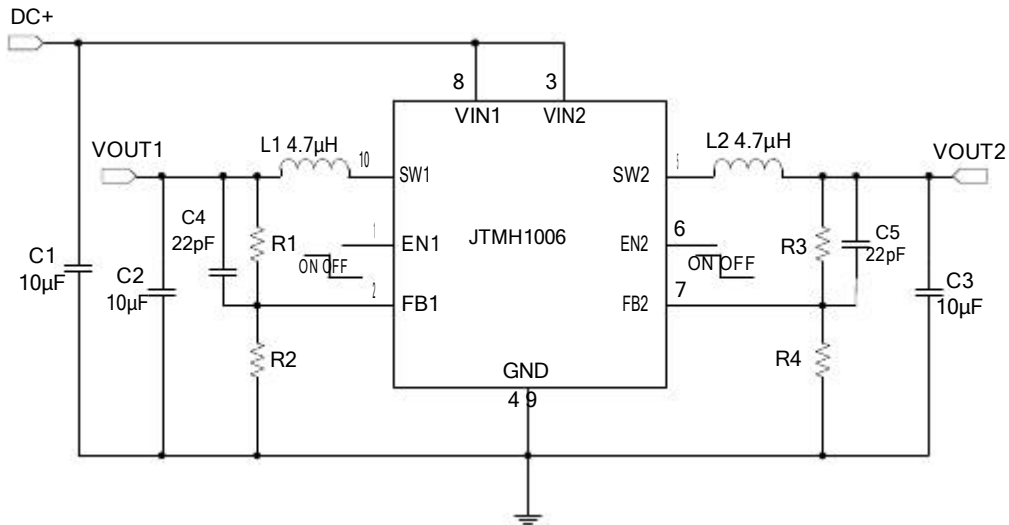 DC+
8 3
VIN1 VIN2
VOUT1
L1 4.7µH
10
SW1
SW2
L2 4.7µH
VOUT2
C4
22pF
R1
EN1
JTMH1006
EN2
6
R3
C5
22pF
C1
10µF
C2
10µF
ON OFF
2
FB1
FB2
7
ON OFF
C3
10µF
R2
R4
GND
4 9